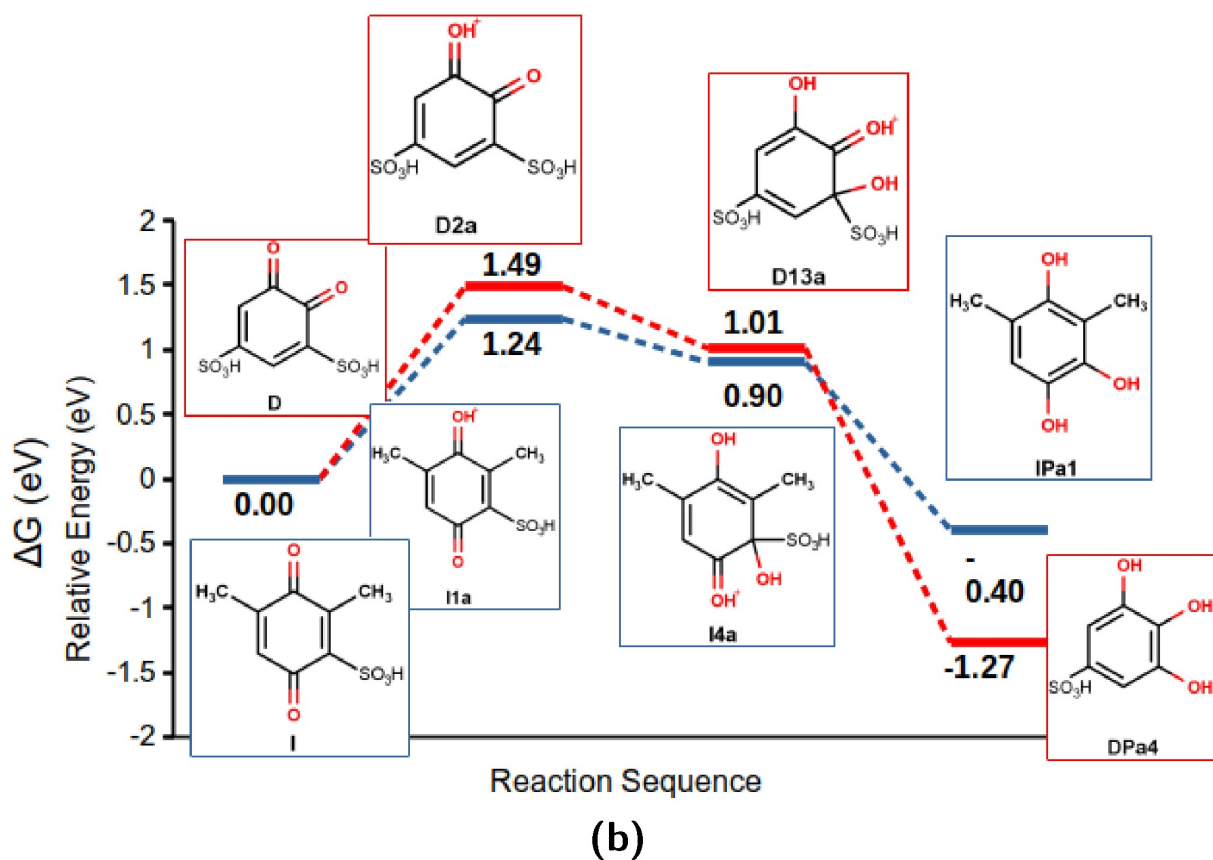 OH+
O
SO3H
SO3H
D2a
OH
OH+
OH
SO3H
SO3H
D13a
2
1.5
1
0.5
0
-0.5
-1
-1.5
-2
ΔG (eV)
Relative Energy (eV)
O
O
SO3H
SO3H
D
1.49
1.24
1.01
0.90
OH
H3C
CH3
OH
OH
IPa1
0.00
OH+
H3C
CH3
SO3H
O
I1a
OH
H3C
CH3
SO3H
OH
OH+
I4a
-
0.40
-1.27
O
H3C
CH3
SO3H
O
I
OH
OH
OH
SO3H
DPa4
Reaction Sequence
(b)